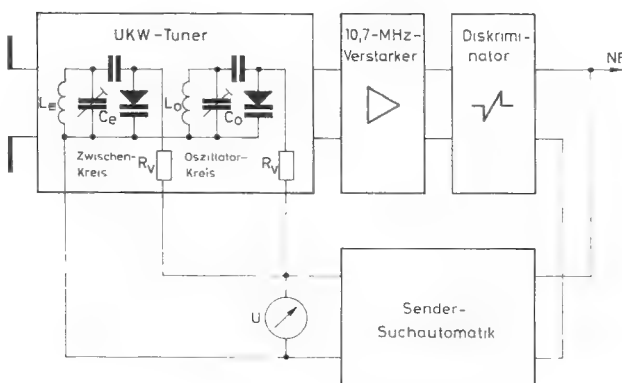 UKW-Tuner
10,7-MHz-
Verstarker
Diskrimi-
nator
NF
Le
Ce
Lo
Co
Zwischen-
Kreis
RV
Oszillator-
Kreis
RV
U
Sender-
Suchautomatik